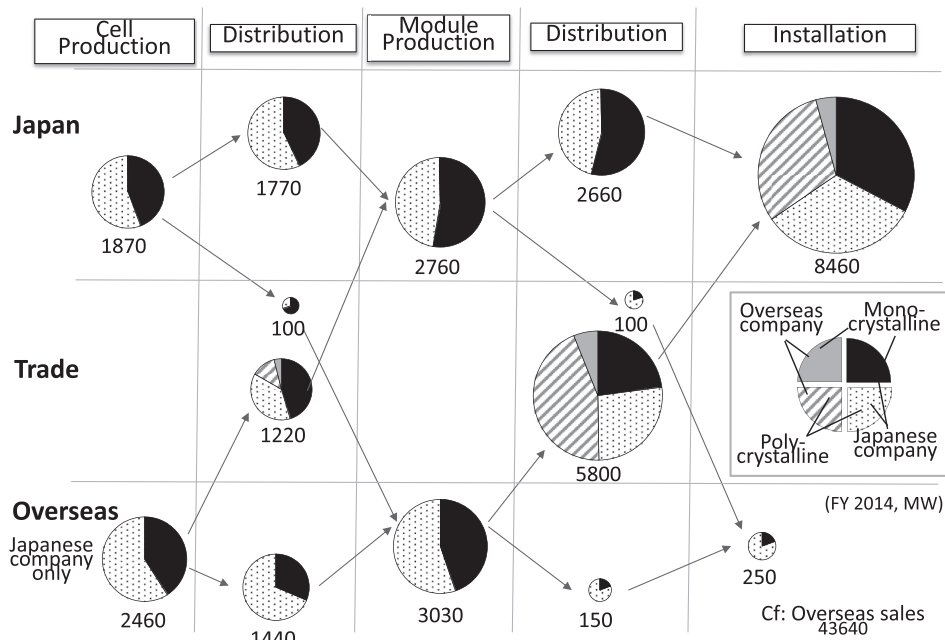 Cell
Production
Distribution
Module
Production
Distribution
Installation
Japan
1870
1770
2760
2660
8460
Trade
100
1220
100
5800
Overseas
company
Mono-
crystalline
Poly-
crystalline
Japanese
company
(FY 2014, MW)
Overseas
Japanese
company
only
2460
1440
3030
150
250
Cf: Overseas sales
43640